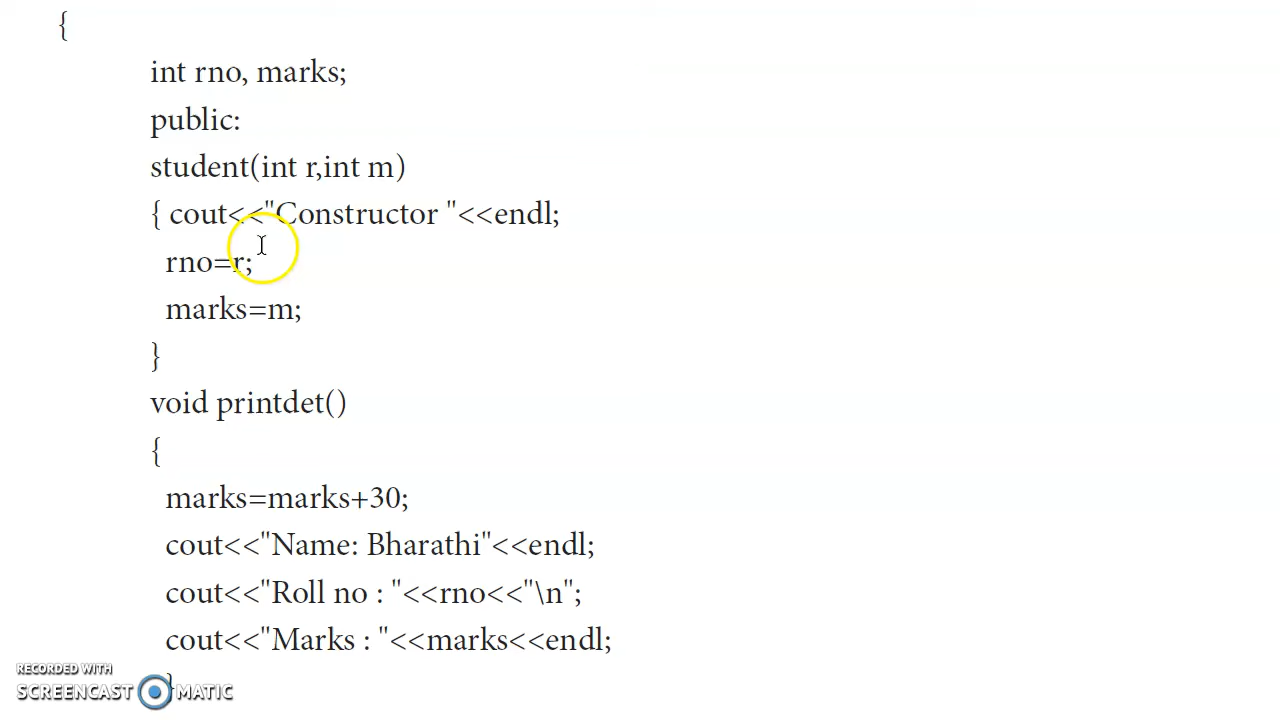 {
int rno, marks;
public:
student(int r,int m)
{ cout<<"Constructor "<<endl;
rno=r;
marks=m;
}
void printdet()
{
marks=marks+30;
cout<<"Name: Bharathi"<<endl;
cout<<"Roll no : "<<rno<<"\n";
cout<<"Marks : "<<marks<<endl;
}
RECORDED WITH
SCREENCAST MATIC